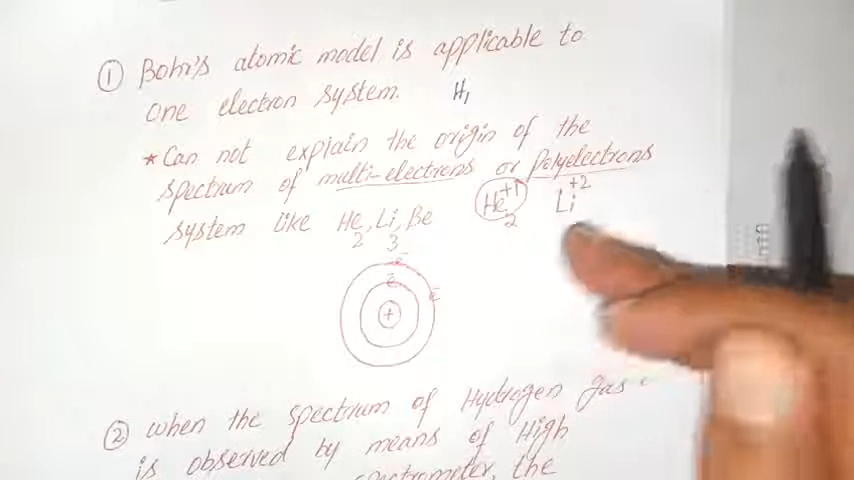 ① Bohr's atomic model is applicable to
one electron system. H₁
* Can not explain the origin of the
spectrum of multi-electrons or Polyelectrons
system like He, Li, Be He+1 Li+2
2 3 2
e-
e- e-
+
② when the spectrum of Hydrogen gas
is observed by means of High
spectrometer, the